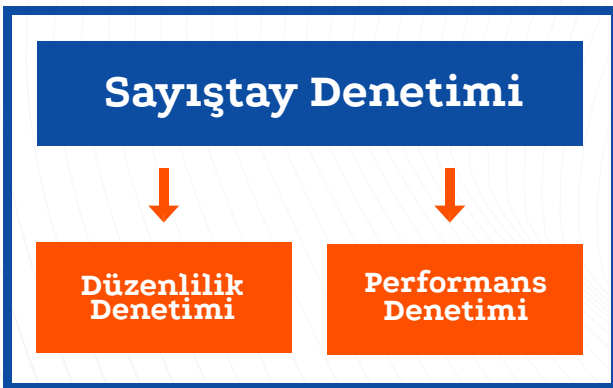 Sayıştay Denetimi
Düzenlilik
Denetimi
Performans
Denetimi